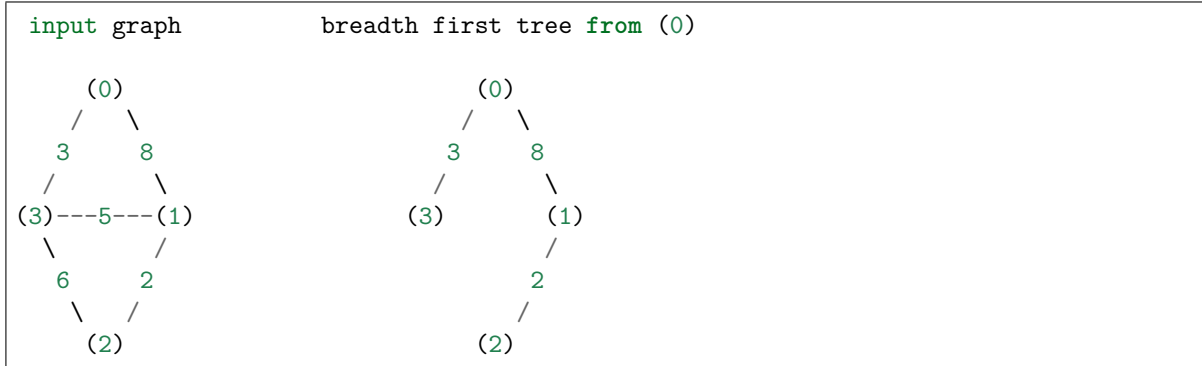 input graph             breadth first tree from (0)
     (0)                         (0)
    /   \                       /   \
   3     8                     3     8
  /       \                   /       \
(3)---5---(1)               (3)       (1)
  \       /                           /
   6     2                           2
    \   /                           /
     (2)                         (2)